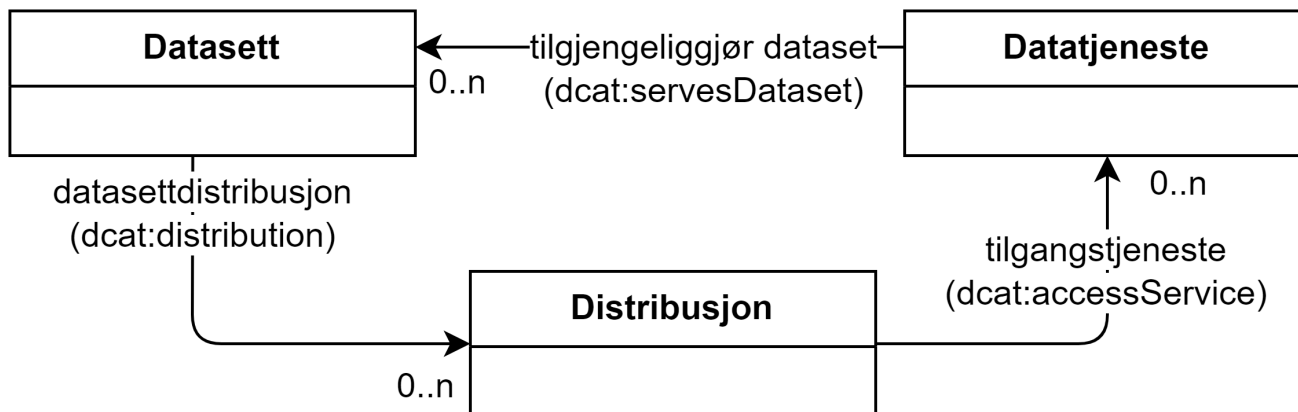 Datasett
tilgjengeliggjør dataset
(dcat:servesDataset)
0..n
Datatjeneste
datasettdistribusjon
(dcat:distribution)
0..n
Distribusjon
0..n
tilgangstjeneste
(dcat:accessService)